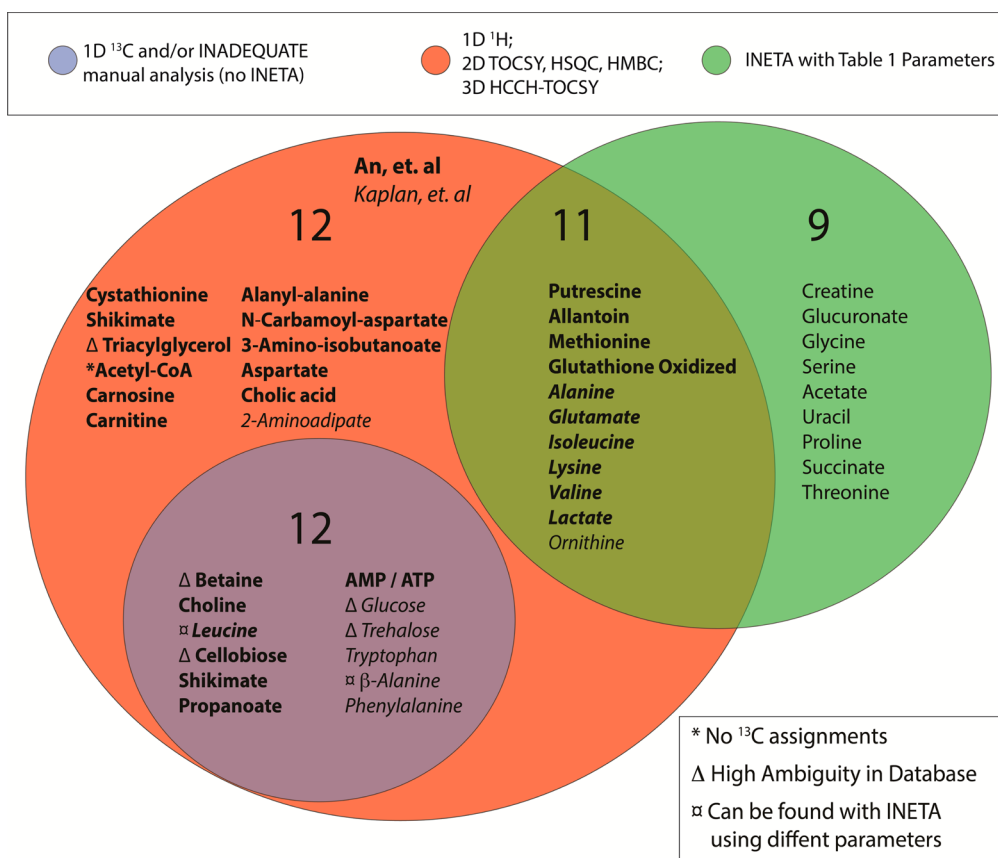 1D ¹³C and/or INADEQUATE
manual analysis (no INETA)
1D ¹H;
2D TOCSY, HSQC, HMBC;
3D HCCH-TOCSY
INETA with Table 1 Parameters
An, et. al
Kaplan, et. al
12
Cystathionine
Shikimate
Δ Triacylglycerol
*Acetyl-CoA
Carnosine
Carnitine
Alanyl-alanine
N-Carbamoyl-aspartate
3-Amino-isobutanoate
Aspartate
Cholic acid
2-Aminoadipate
11
Putrescine
Allantoin
Methionine
Glutathione Oxidized
Alanine
Glutamate
Isoleucine
Lysine
Valine
Lactate
Ornithine
9
Creatine
Glucuronate
Glycine
Serine
Acetate
Uracil
Proline
Succinate
Threonine
12
Δ Betaine
Choline
¤ Leucine
Δ Cellobiose
Shikimate
Propanoate
AMP / ATP
Δ Glucose
Δ Trehalose
Tryptophan
¤ β-Alanine
Phenylalanine
* No ¹³C assignments
Δ High Ambiguity in Database
¤ Can be found with INETA
using diffent parameters